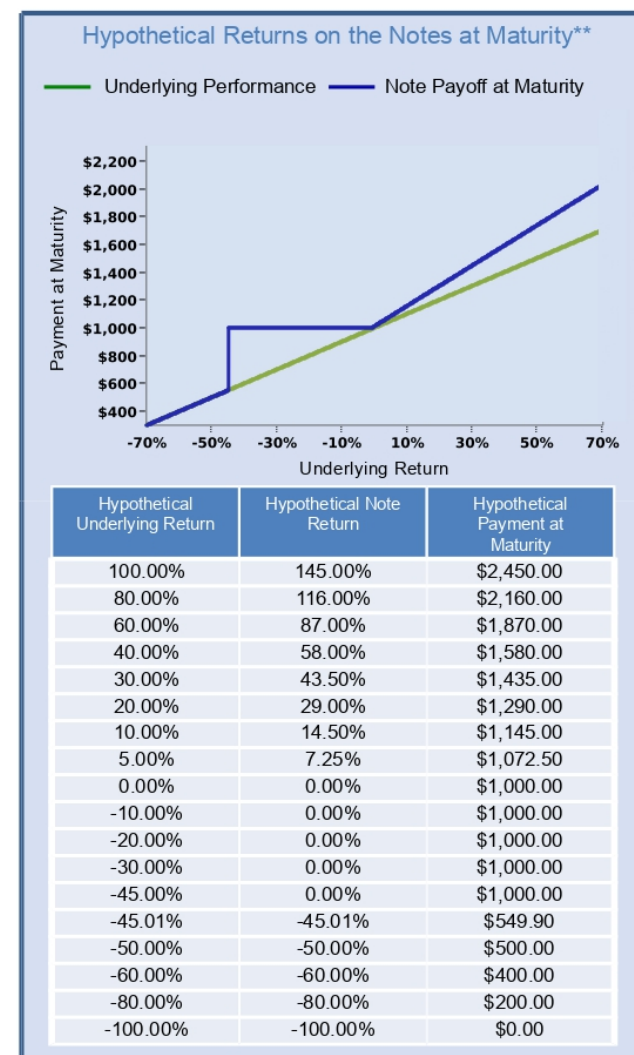 Hypothetical Returns on the Notes at Maturity**
Underlying Performance Note Payoff at Maturity
Payment at Maturity
$2,200
$2,000
$1,800
$1,600
$1,400
$1,200
$1,000
$800
$600
$400
-70% -50% -30% -10% 10% 30% 50% 70%
Underlying Return
Hypothetical Underlying Return Hypothetical Note Return Hypothetical Payment at Maturity
100.00% 145.00% $2,450.00
80.00% 116.00% $2,160.00
60.00% 87.00% $1,870.00
40.00% 58.00% $1,580.00
30.00% 43.50% $1,435.00
20.00% 29.00% $1,290.00
10.00% 14.50% $1,145.00
5.00% 7.25% $1,072.50
0.00% 0.00% $1,000.00
-10.00% 0.00% $1,000.00
-20.00% 0.00% $1,000.00
-30.00% 0.00% $1,000.00
-45.00% 0.00% $1,000.00
-45.01% -45.01% $549.90
-50.00% -50.00% $500.00
-60.00% -60.00% $400.00
-80.00% -80.00% $200.00
-100.00% -100.00% $0.00